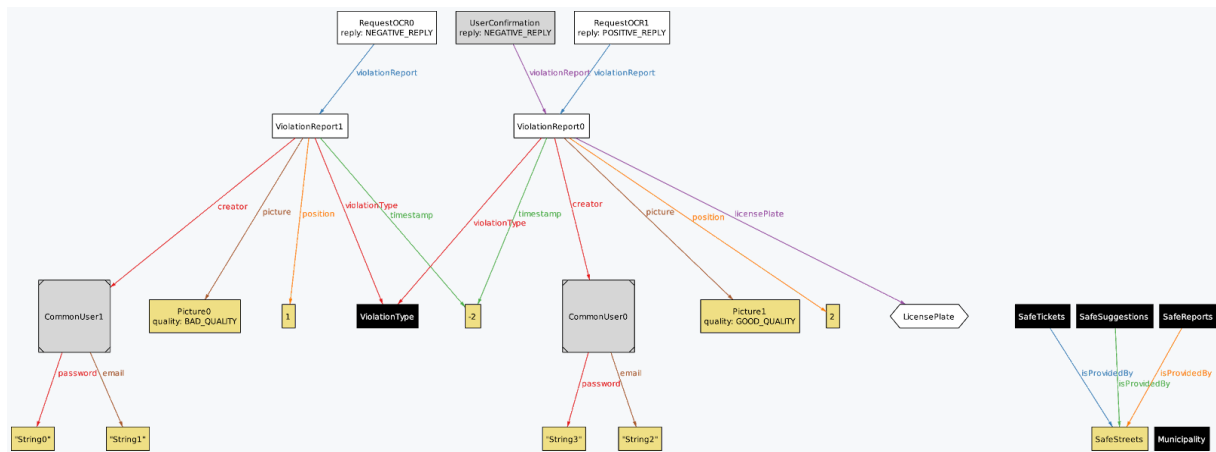 RequestOCR0
reply: NEGATIVE_REPLY
UserConfirmation
reply: NEGATIVE_REPLY
RequestOCR1
reply: POSITIVE_REPLY
violationReport
violationReport
violationReport
ViolationReport1
ViolationReport0
creator
picture
position
violationType
timestamp
violationType
timestamp
creator
picture
position
licensePlate
CommonUser1
Picture0
quality: BAD_QUALITY
1
ViolationType
-2
CommonUser0
Picture1
quality: GOOD_QUALITY
2
LicensePlate
SafeTickets
SafeSuggestions
SafeReports
password
email
password
email
isProvidedBy
isProvidedBy
isProvidedBy
"String0"
"String1"
"String3"
"String2"
SafeStreets
Municipality